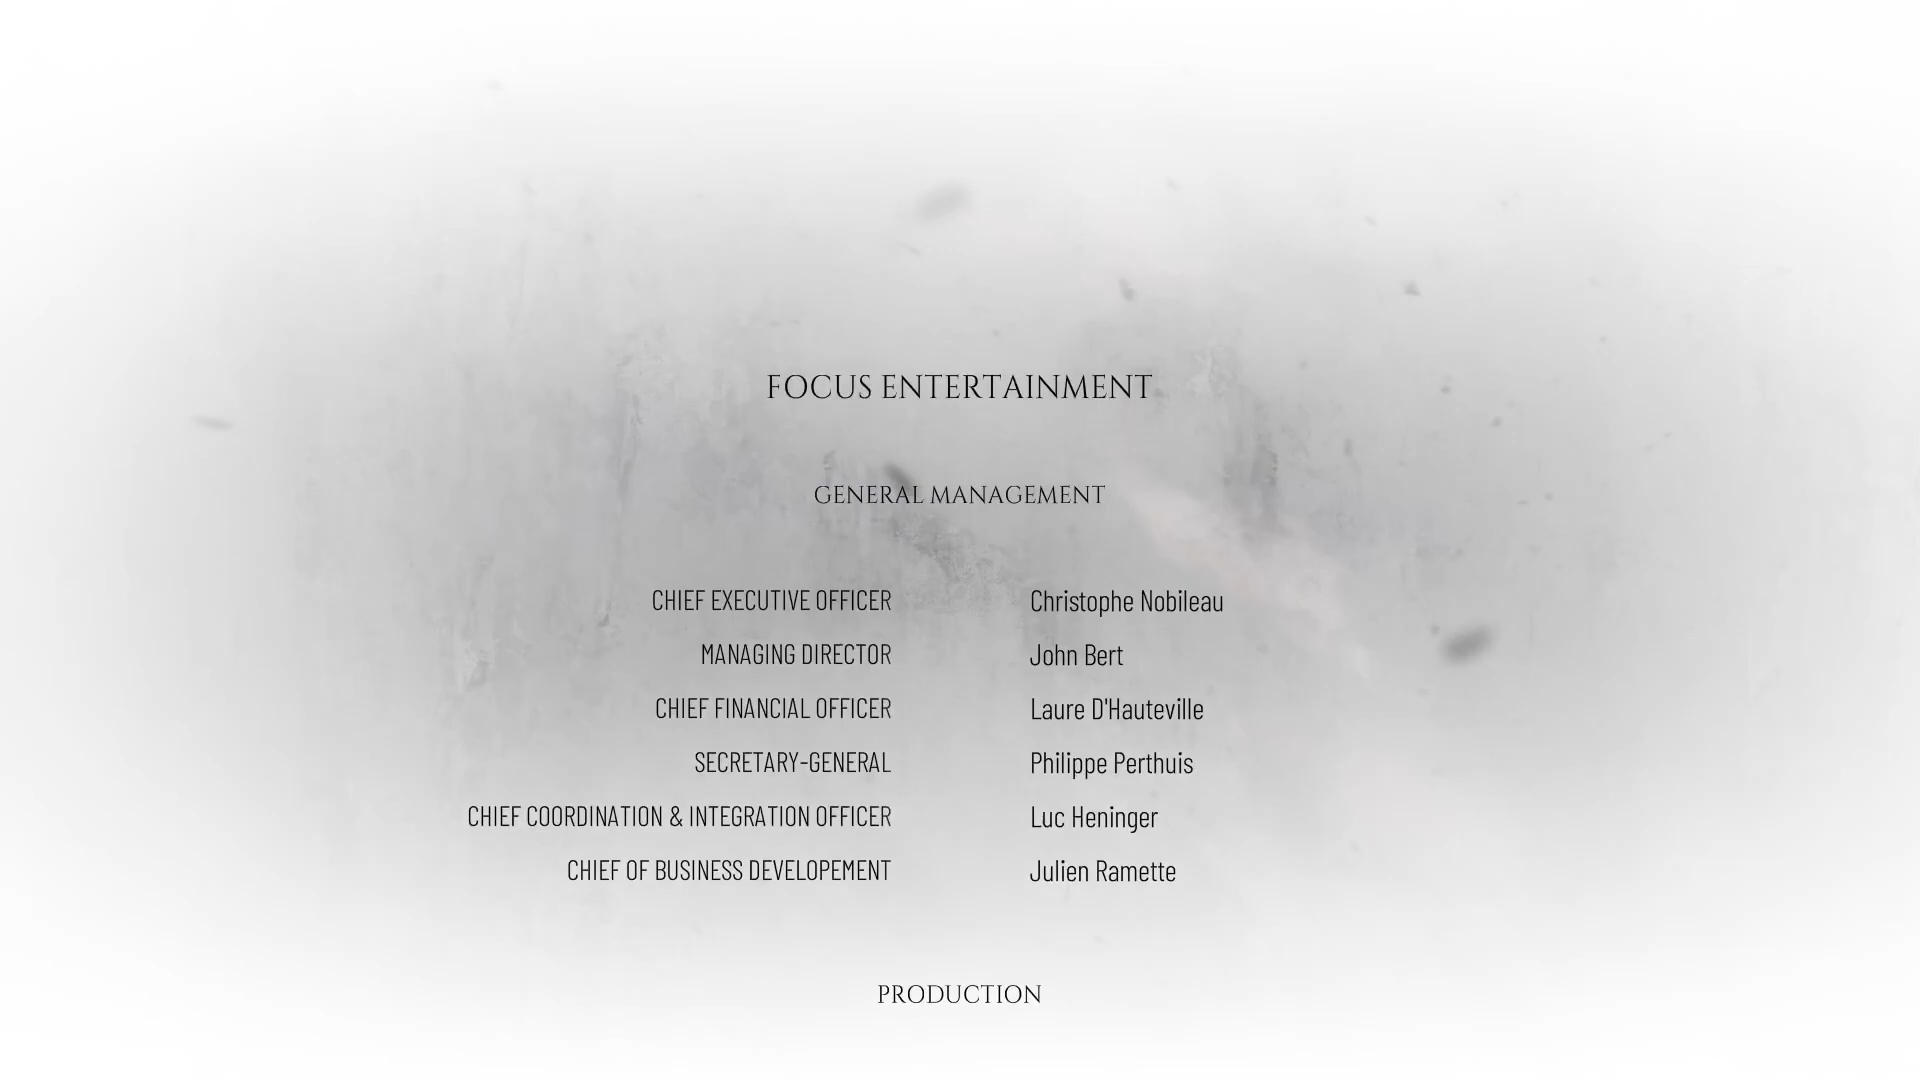 FOCUS ENTERTAINMENT
GENERAL MANAGEMENT
CHIEF EXECUTIVE OFFICER Christophe Nobileau
MANAGING DIRECTOR John Bert
CHIEF FINANCIAL OFFICER Laure D'Hauteville
SECRETARY-GENERAL Philippe Perthuis
CHIEF COORDINATION & INTEGRATION OFFICER Luc Heninger
CHIEF OF BUSINESS DEVELOPEMENT Julien Ramette
PRODUCTION